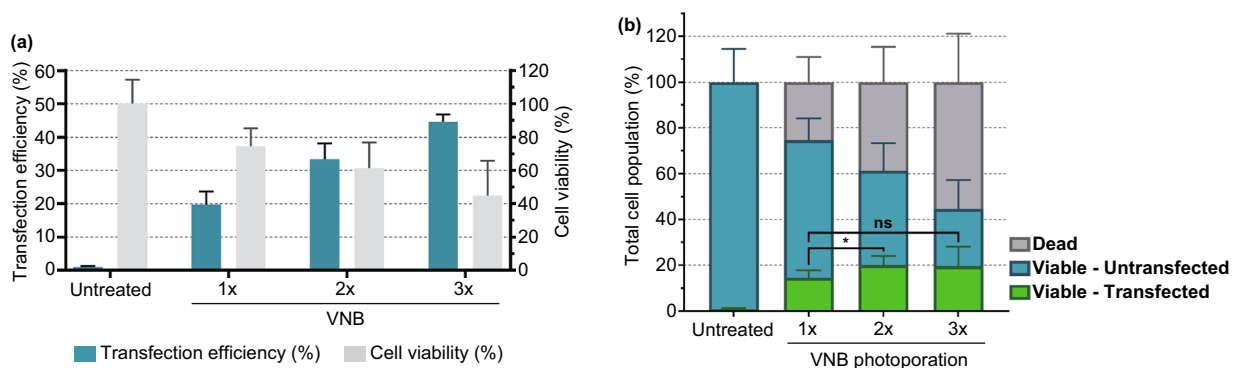 (a)
Transfection efficiency (%)
60
50
40
30
20
10
0
120
100
80
60
40
20
0
Cell viability (%)
Untreated
1x
2x
3x
VNB
Transfection efficiency (%)
Cell viability (%)
(b)
Total cell population (%)
120
100
80
60
40
20
0
ns
*
Untreated
1x
2x
3x
VNB photoporation
Dead
Viable - Untransfected
Viable - Transfected